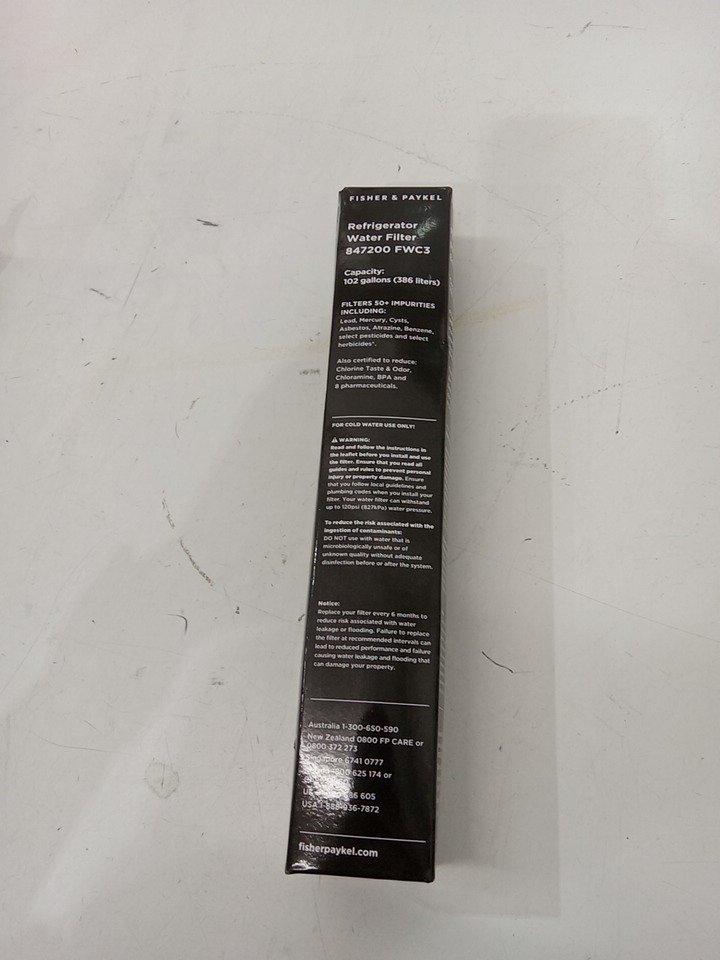 FISHER & PAYKEL
Refrigerator
Water Filter
847200 FWC3
Capacity:
102 gallons (386 liters)
FILTERS 50+ IMPURITIES
INCLUDING:
Lead, Mercury, Cysts,
Asbestos, Atrazine, Benzene,
select pesticides and select
herbicides*.
Also certified to reduce:
Chlorine Taste & Odor,
Chloramine, BPA and
8 pharmaceuticals.
FOR COLD WATER USE ONLY!
⚠ WARNING:
Read and follow the instructions in
the leaflet before you install and use
the filter. Ensure that you read all
guides and rules to prevent personal
injury or property damage. Ensure
that you follow local guidelines and
plumbing codes when you install your
filter. Your water filter can withstand
up to 120psi (827kPa) water pressure.
To reduce the risk associated with the
ingestion of contaminants:
DO NOT use with water that is
microbiologically unsafe or of
unknown quality without adequate
disinfection before or after the system.
Notice:
Replace your filter every 6 months to
reduce risk associated with water
leakage or flooding. Failure to replace
the filter at recommended intervals can
lead to reduced performance and failure
causing water leakage and flooding that
can damage your property.
Australia 1-300-650-590
New Zealand 0800 FP CARE or
0800 372 273
Singapore 6741 0777
625 174 or
605
USA 1-888-936-7872
fisherpaykel.com